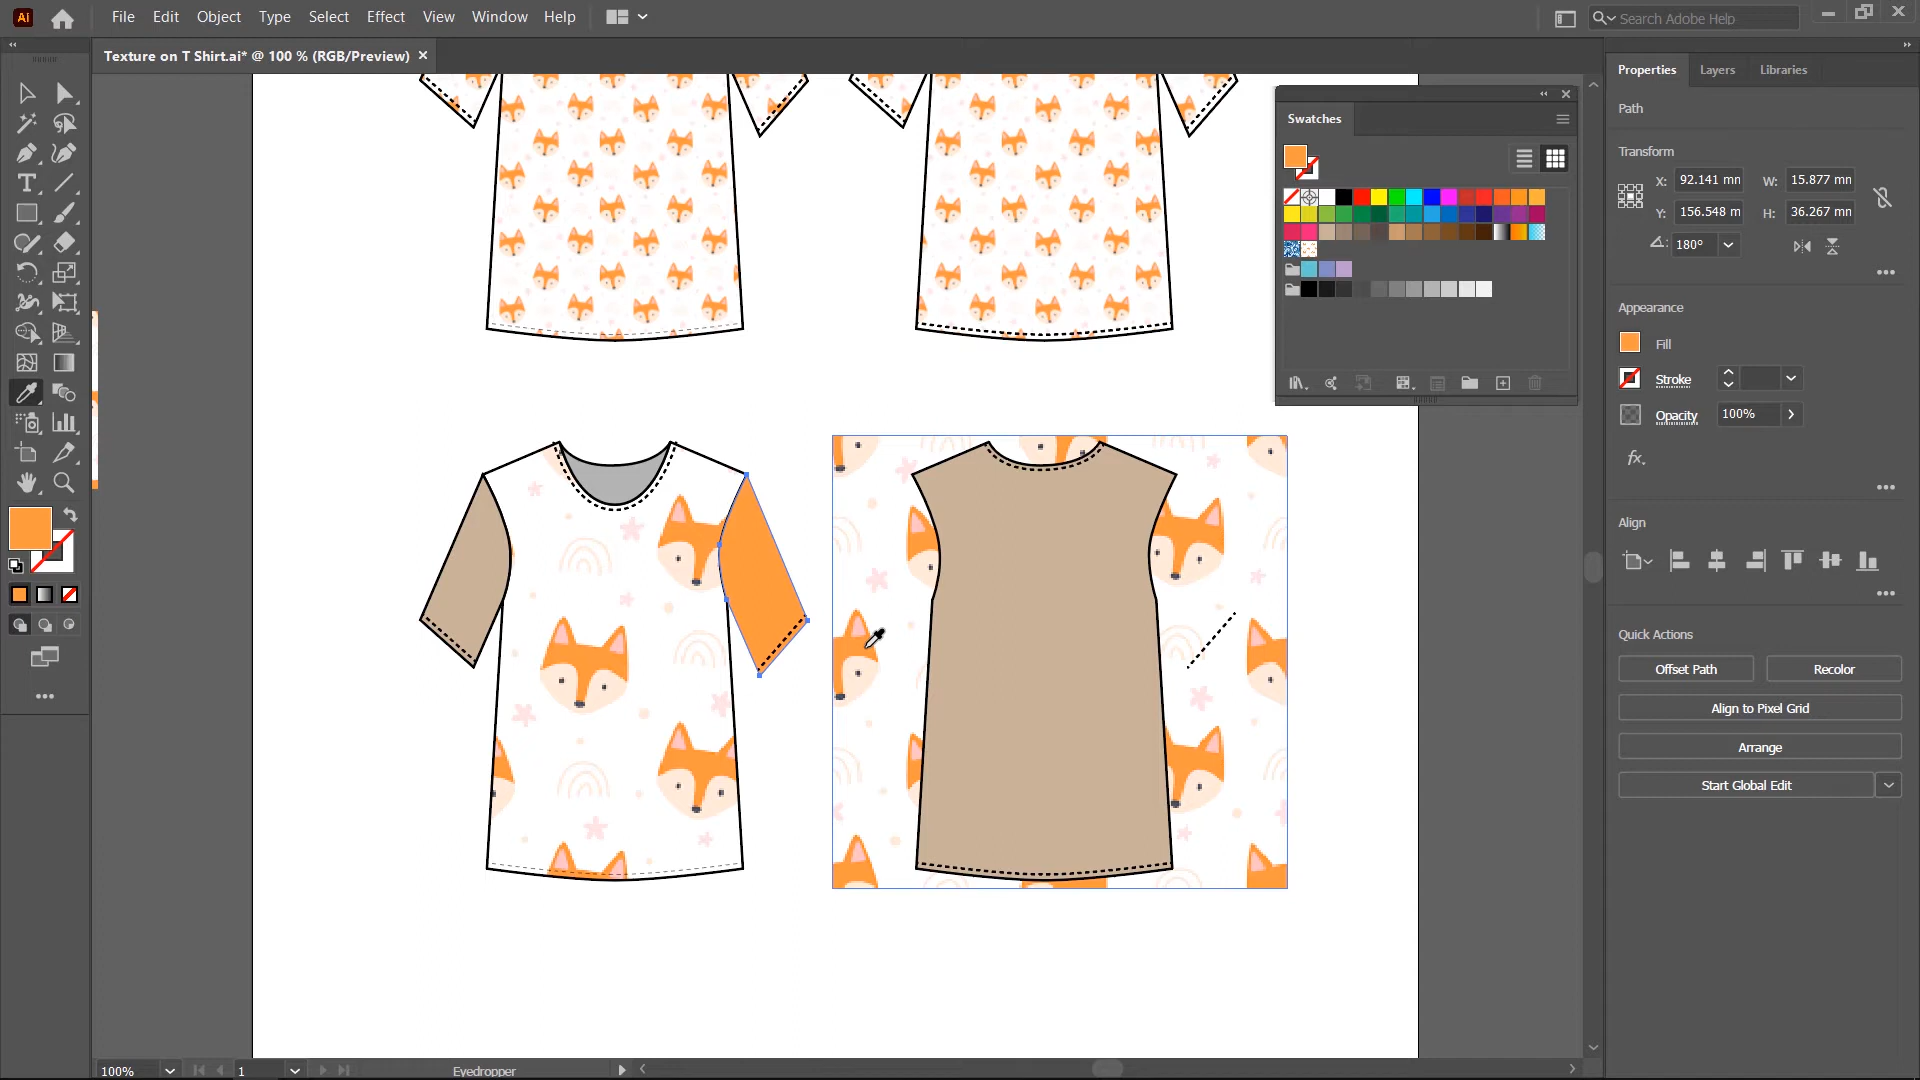 Ai File Edit Object Type Select Effect View Window Help Search Adobe Help
Texture on T Shirt.ai* @ 100 % (RGB/Preview)
Swatches
Properties Layers Libraries
Path
Transform
X: 92.141 mn W: 15.877 mn
Y: 156.548 m H: 36.267 mn
180°
Appearance
Fill
Stroke
Opacity 100%
fx.
Align
Quick Actions
Offset Path Recolor
Align to Pixel Grid
Arrange
Start Global Edit
100% 1 Eyedropper